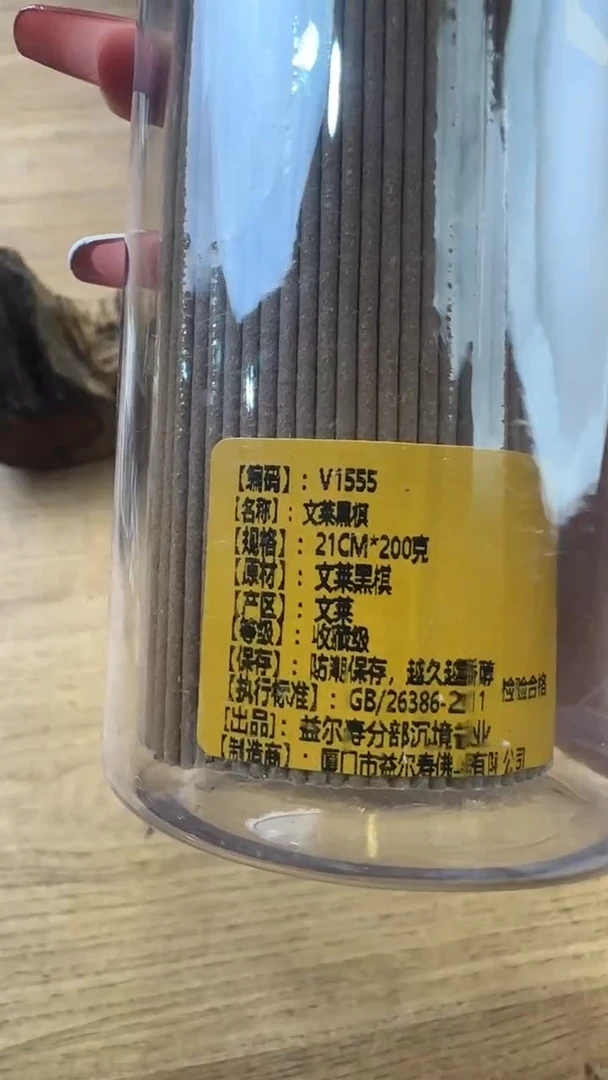 【编码】：V1555
【名称】：文莱黑棋
【规格】：21CM*200克
【原材】：文莱黑棋
【产区】：文莱
【等级】：收藏级
【保存】：防潮保存，越久越醇
【执行标准】：GB/26386-2 11
检验合格
【出品】：益尔寿分部沉境 业
【制造商】：厦门市益尔寿佛 有限公司